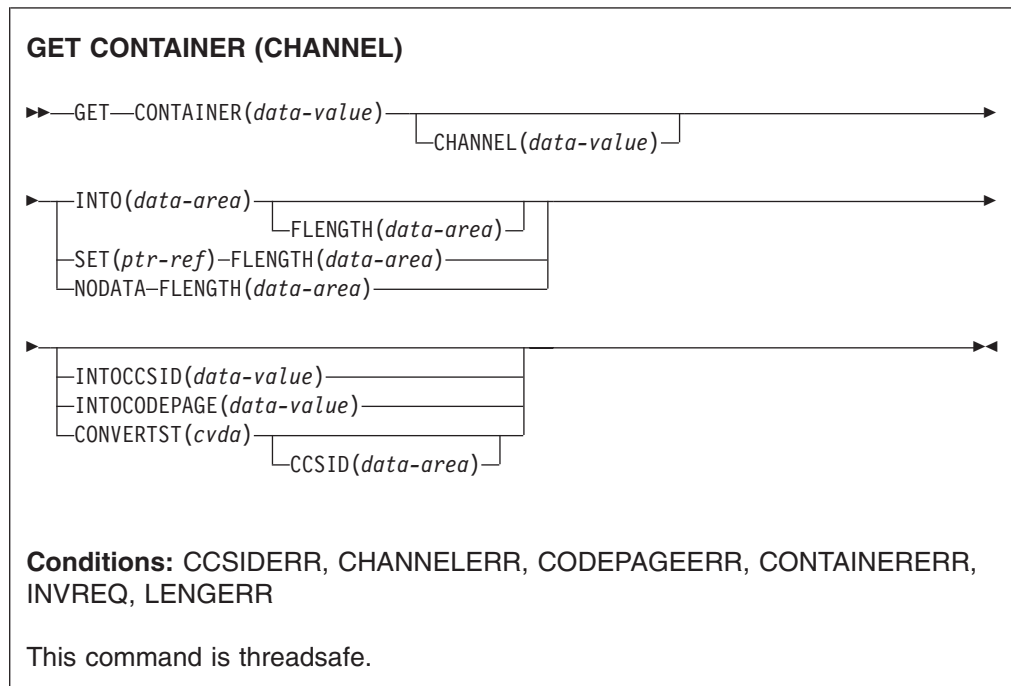 GET CONTAINER (CHANNEL)
GET CONTAINER(data-value)
CHANNEL(data-value)
INTO(data-area)
FLENGTH(data-area)
SET(ptr-ref)-FLENGTH(data-area)
NODATA-FLENGTH(data-area)
INTOCCSID(data-value)
INTOCODEPAGE(data-value)
CONVERTST(cvda)
CCSID(data-area)
Conditions: CCSIDERR, CHANNELERR, CODEPAGEERR, CONTAINERERR,
INVREQ, LENGERR
This command is threadsafe.